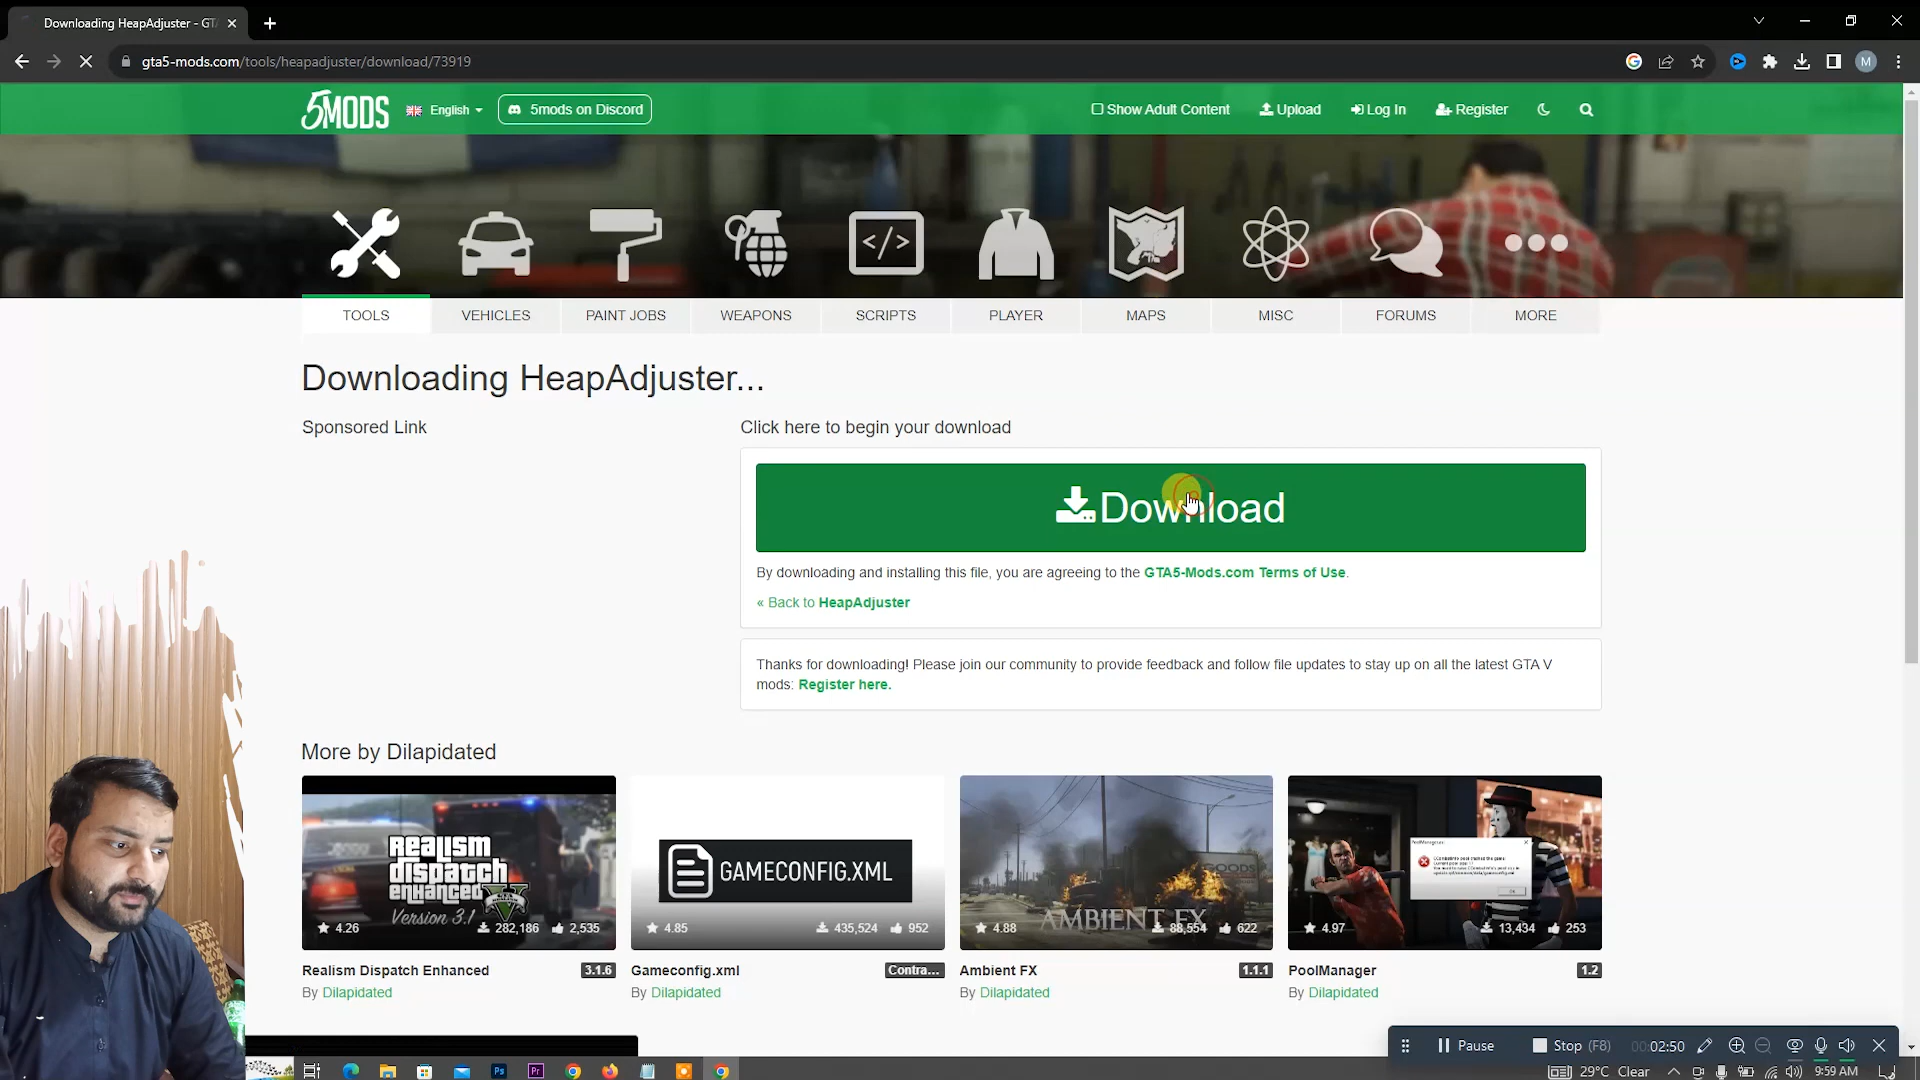 Downloading HeapAdjuster - GT
gta5-mods.com/tools/heapadjuster/download/73919
M
5MODS
English
5mods on Discord
Show Adult Content
Upload
Log In
Register
TOOLS
VEHICLES
PAINT JOBS
WEAPONS
SCRIPTS
PLAYER
MAPS
MISC
FORUMS
MORE
Downloading HeapAdjuster...
Sponsored Link
Click here to begin your download
Download
By downloading and installing this file, you are agreeing to the GTA5-Mods.com Terms of Use.
« Back to HeapAdjuster
Thanks for downloading! Please join our community to provide feedback and follow file updates to stay up on all the latest GTA V
mods: Register here.
More by Dilapidated
Realism
dispatch
enhanced
Version 3.1
4.26
282,186
2,535
GAMECONFIG.XML
4.85
435,524
952
AMBIENT FX
4.88
88,554
622
4.97
13,434
253
Realism Dispatch Enhanced
3.1.6
By Dilapidated
Gameconfig.xml
Contra...
By Dilapidated
Ambient FX
1.1.1
By Dilapidated
PoolManager
1.2
By Dilapidated
Pause
Stop (F8)
00:02:50
Ps
Pr
29°C Clear
9:59 AM